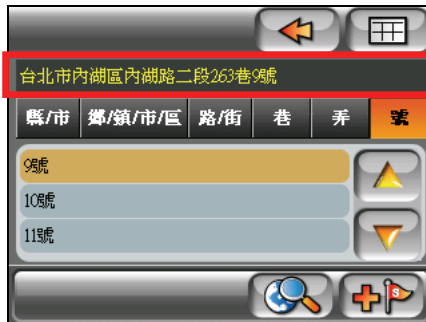 台北市內湖區內湖路二段263巷9號
縣/市 鄉/鎮/市/區 路/街 巷 弄 號
9號
10號
11號
S